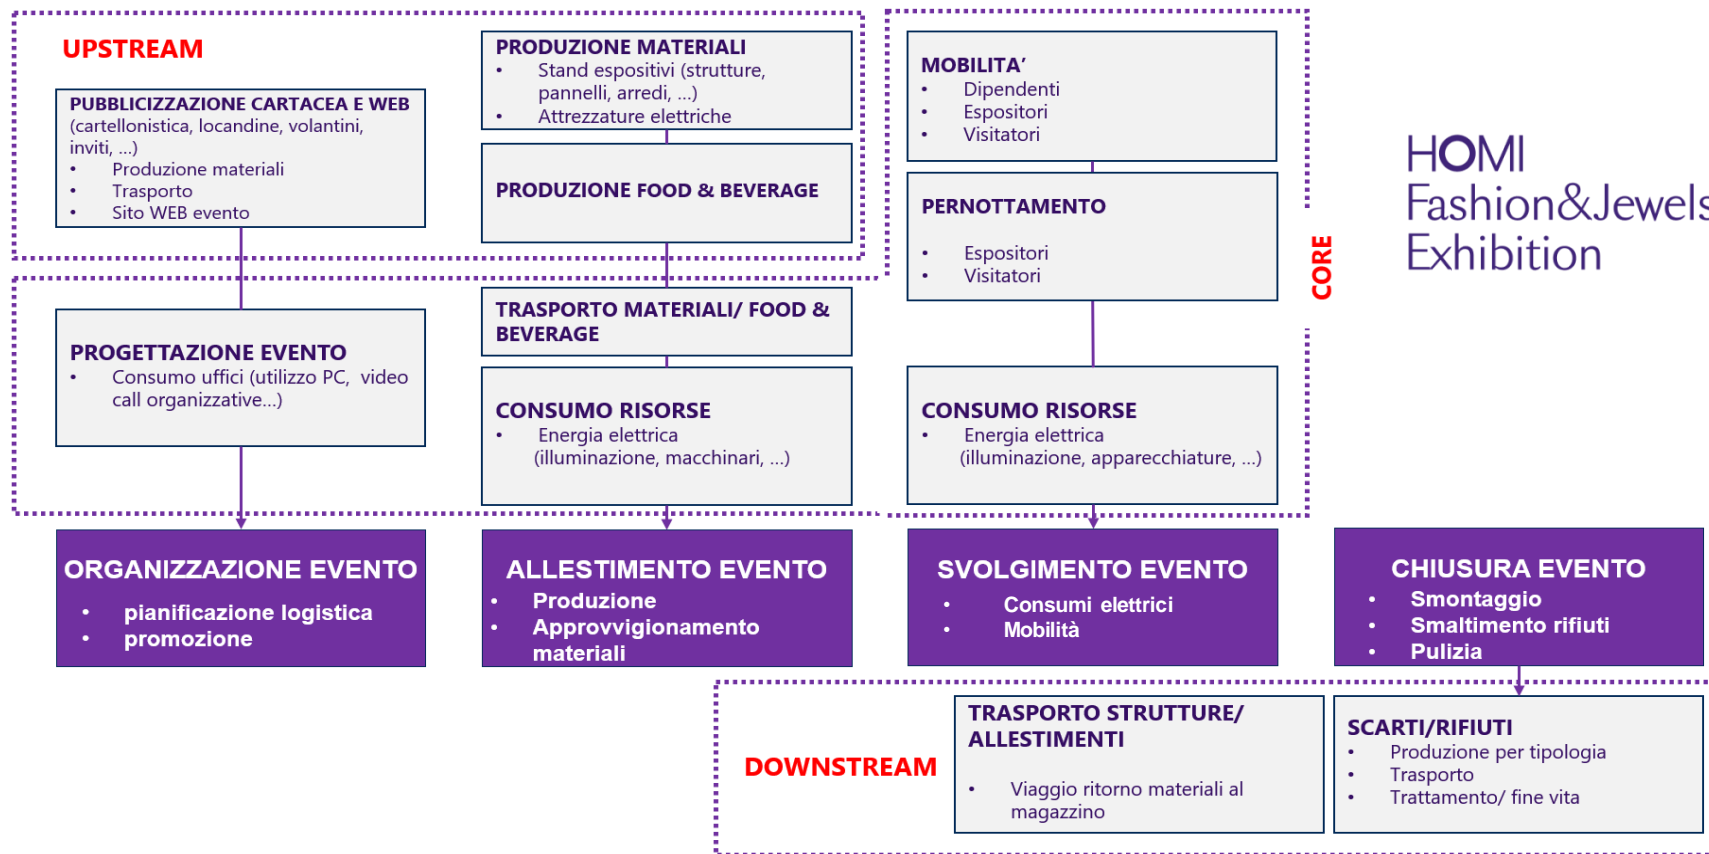 UPSTREAM
PUBBLICIZZAZIONE CARTACEA E WEB
(cartellonistica, locandine, volantini,
inviti, ...)
• Produzione materiali
• Trasporto
• Sito WEB evento
PRODUZIONE MATERIALI
• Stand espositivi (strutture,
pannelli, arredi, ...)
• Attrezzature elettriche
PRODUZIONE FOOD & BEVERAGE
MOBILITA’
• Dipendenti
• Espositori
• Visitatori
PERNOTTAMENTO
• Espositori
• Visitatori
CORE
HOMI
Fashion&Jewels
Exhibition
PROGETTAZIONE EVENTO
• Consumo uffici (utilizzo PC, video
call organizzative...)
TRASPORTO MATERIALI/ FOOD &
BEVERAGE
CONSUMO RISORSE
• Energia elettrica
(illuminazione, macchinari, ...)
CONSUMO RISORSE
• Energia elettrica
(illuminazione, apparecchiature, ...)
ORGANIZZAZIONE EVENTO
• pianificazione logistica
• promozione
ALLESTIMENTO EVENTO
• Produzione
• Approvvigionamento
materiali
SVOLGIMENTO EVENTO
• Consumi elettrici
• Mobilità
CHIUSURA EVENTO
• Smontaggio
• Smaltimento rifiuti
• Pulizia
DOWNSTREAM
TRASPORTO STRUTTURE/
ALLESTIMENTI
• Viaggio ritorno materiali al
magazzino
SCARTI/RIFIUTI
• Produzione per tipologia
• Trasporto
• Trattamento/ fine vita